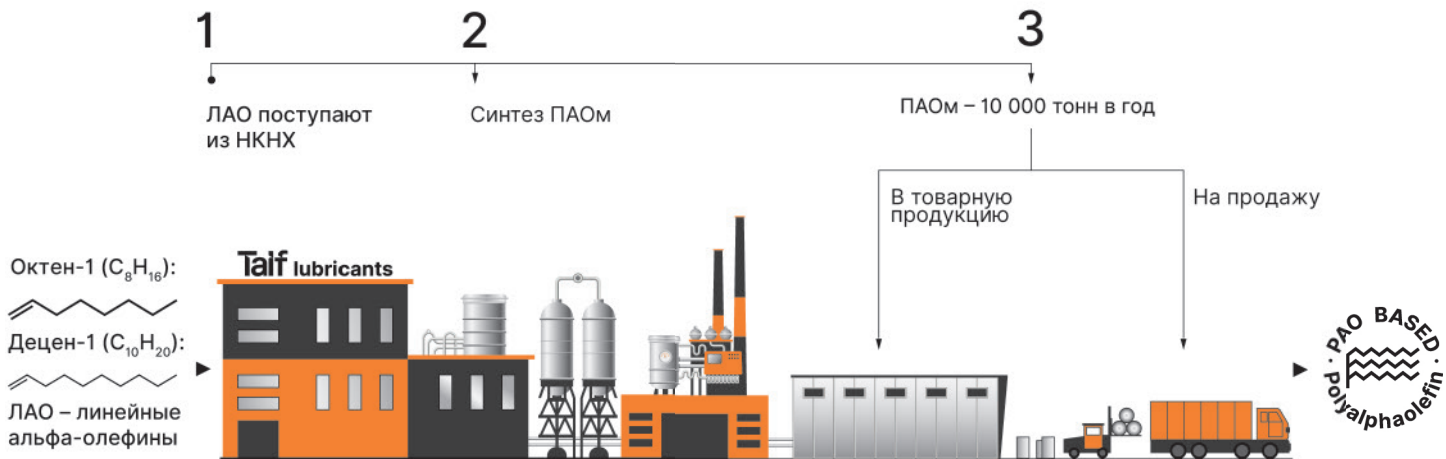 1
2
3
ЛАО поступают
из НКНХ
Синтез ПАОм
ПАОм – 10 000 тонн в год
В товарную
продукцию
На продажу
Октен-1 (C₈H₁₆):
Децен-1 (C₁₀H₂₀):
ЛАО – линейные
альфа-олефины
Taif lubricants
· PAO BASED ·
Polyalphaolefin